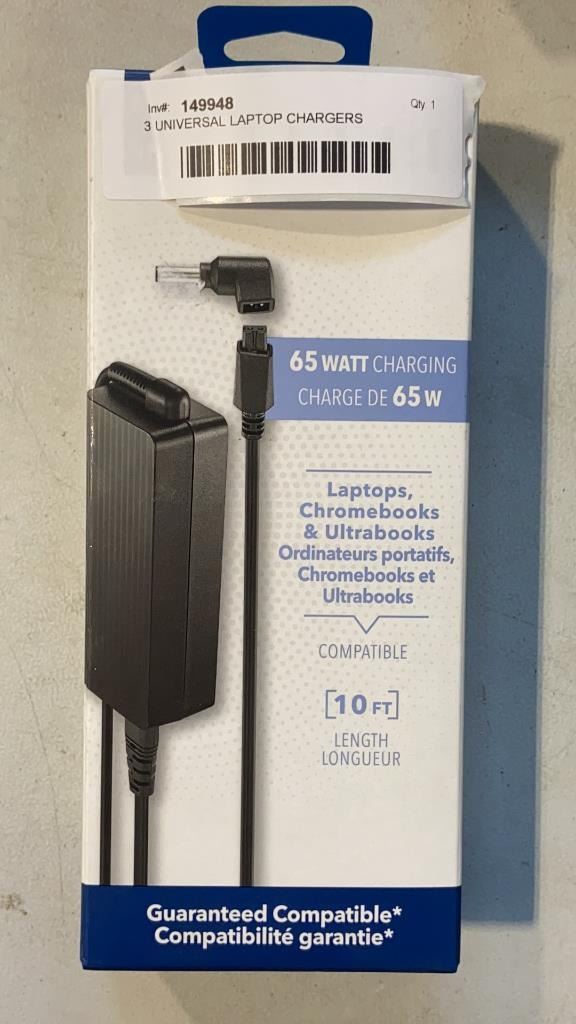 Inv#: 149948 Qty 1
3 UNIVERSAL LAPTOP CHARGERS
65 WATT CHARGING
CHARGE DE 65 W
Laptops,
Chromebooks
& Ultrabooks
Ordinateurs portatifs,
Chromebooks et
Ultrabooks
COMPATIBLE
[10 FT]
LENGTH
LONGUEUR
Guaranteed Compatible*
Compatibilité garantie*